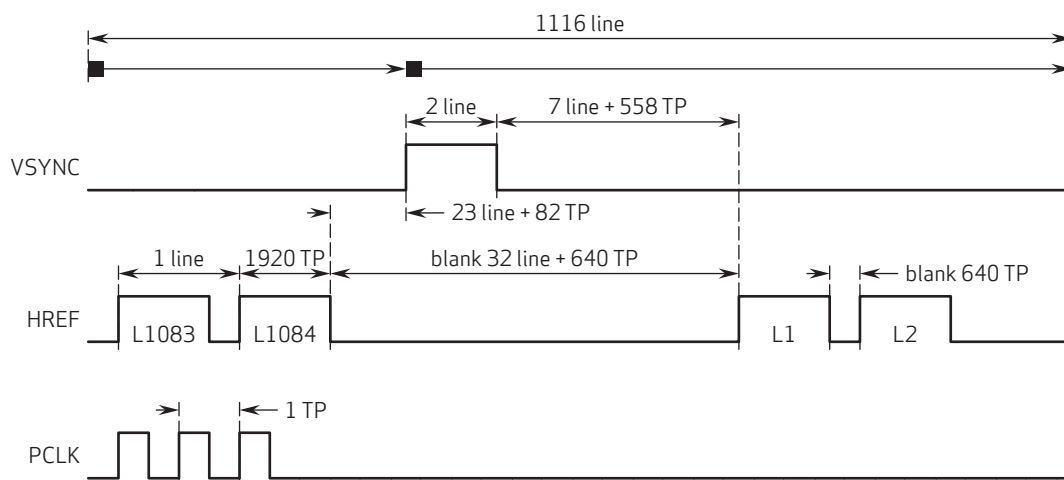 1116 line
2 line
7 line + 558 TP
VSYNC
23 line + 82 TP
1 line
1920 TP
blank 32 line + 640 TP
blank 640 TP
HREF
L1083
L1084
L1
L2
1 TP
PCLK